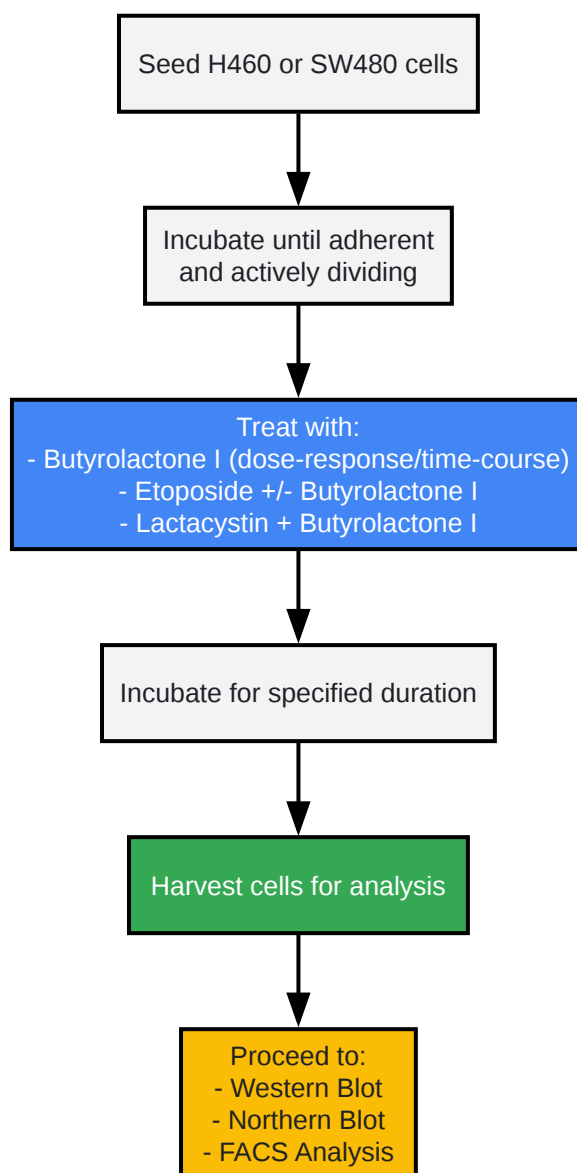 Seed H460 or SW480 cells
Incubate until adherent
and actively dividing
Treat with:
- Butyrolactone I (dose-response/time-course)
- Etoposide +/- Butyrolactone I
- Lactacystin + Butyrolactone I
Incubate for specified duration
Harvest cells for analysis
Proceed to:
- Western Blot
- Northern Blot
- FACS Analysis